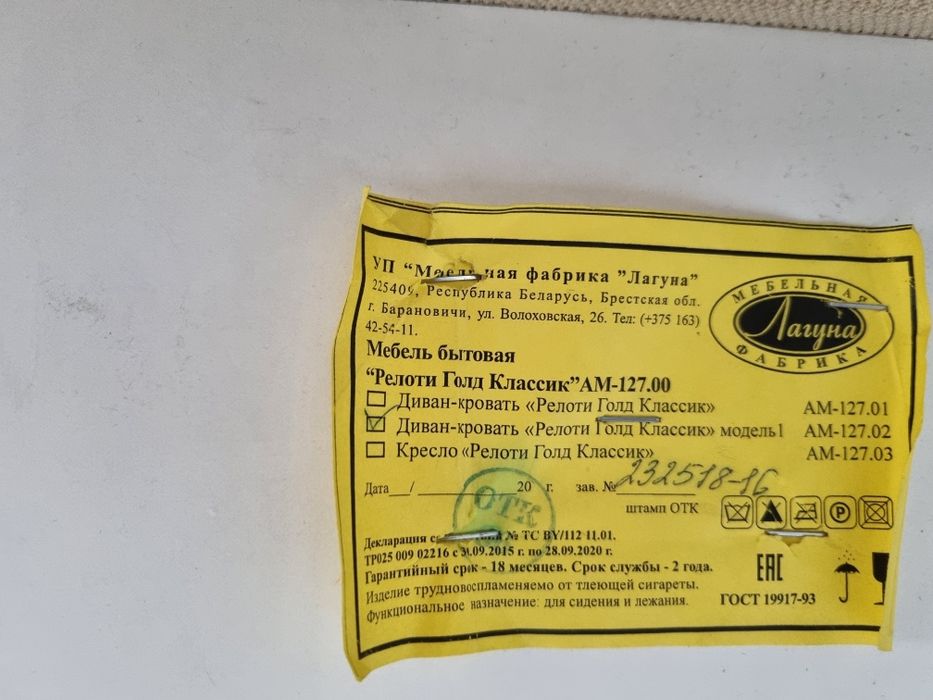 УП "Мебельная фабрика "Лагуна"
225409, Республика Беларусь, Брестская обл.
г. Барановичи, ул. Волоховская, 26. Тел: (+375 163)
42-54-11.
МЕБЕЛЬНАЯ
Лагуна
ФАБРИКА
Мебель бытовая
“Релоти Голд Классик”АМ-127.00
Диван-кровать «Релоти Голд Классик» АМ-127.01
Диван-кровать «Релоти Голд Классик» модель1 АМ-127.02
Кресло «Релоти Голд Классик» АМ-127.03
Дата__/________ 20 г. зав. № 232518-16
штамп ОТК
ОТК
P
Декларация № ТС BY/112 11.01.
ТР025 009 02216 с 30.09.2015 г. по 28.09.2020 г.
Гарантийный срок - 18 месяцев. Срок службы - 2 года.
Изделие трудновоспламеняемо от тлеющей сигареты.
Функциональное назначение: для сидения и лежания.
EAC
ГОСТ 19917-93